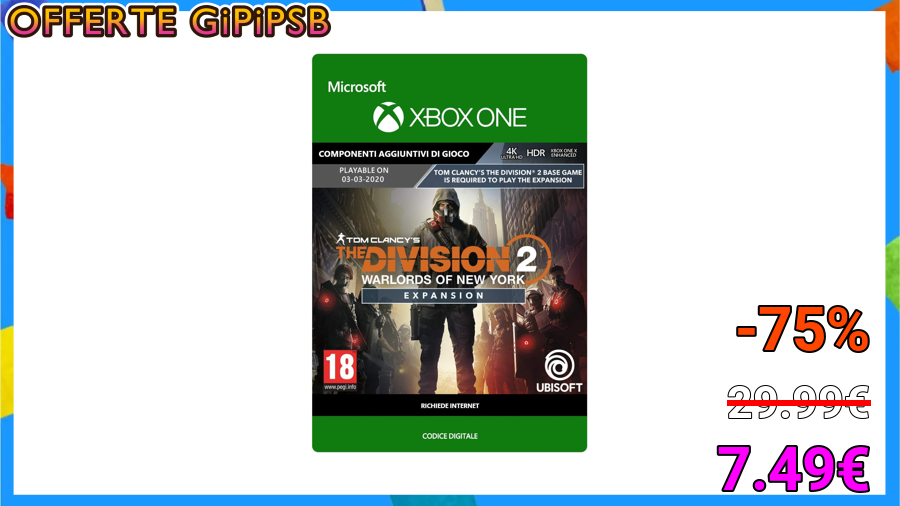 OFFERTE GiPiPSB
Microsoft
XBOX ONE
COMPONENTI AGGIUNTIVI DI GIOCO
4K
ULTRA HD
HDR
XBOX ONE X
ENHANCED
PLAYABLE ON
03-03-2020
TOM CLANCY'S THE DIVISION® 2 BASE GAME
IS REQUIRED TO PLAY THE EXPANSION
TOM CLANCY'S
THE DIVISION 2
WARLORDS OF NEW YORK
EXPANSION
18
www.pegi.info
UBISOFT
RICHIEDE INTERNET
CODICE DIGITALE
-75%
29.99€
7.49€